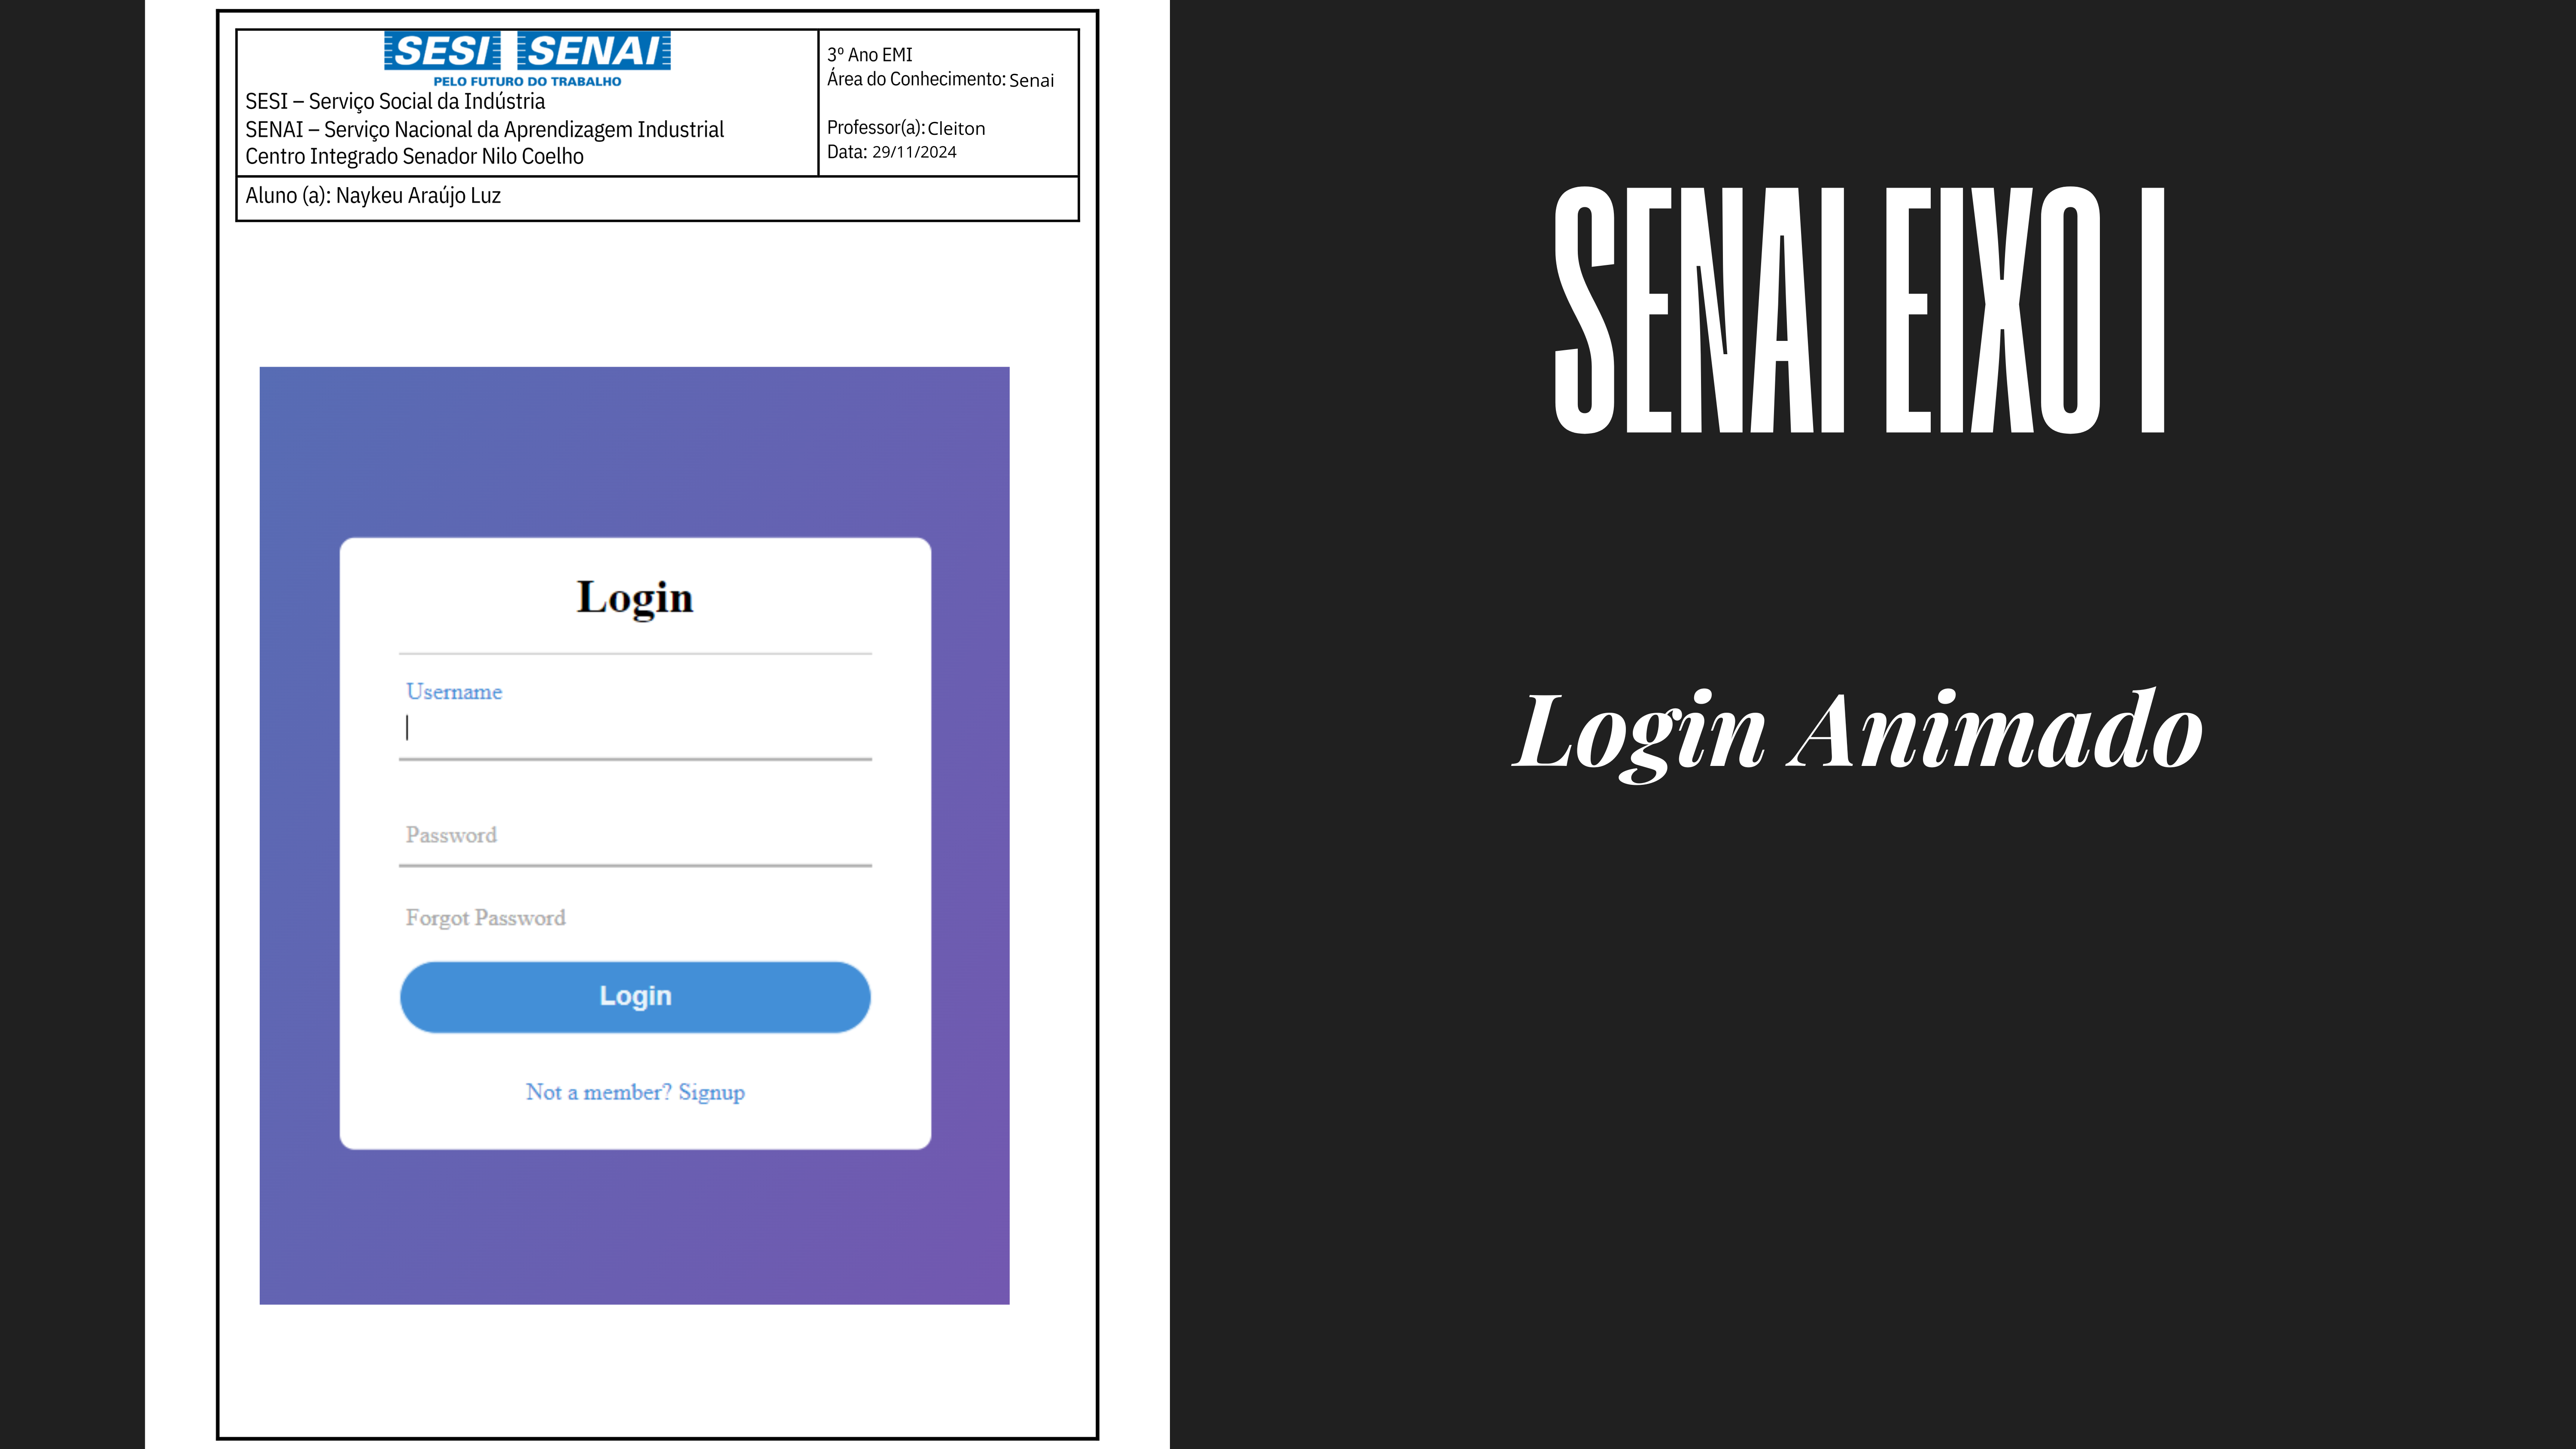 SESI SENAI
PELO FUTURO DO TRABALHO
SESI – Serviço Social da Indústria
SENAI – Serviço Nacional da Aprendizagem Industrial
Centro Integrado Senador Nilo Coelho
3º Ano EMI
Área do Conhecimento: Senai
Professor(a): Cleiton
Data: 29/11/2024
Aluno (a): Naykeu Araújo Luz
Login
Username
Password
Forgot Password
Login
Not a member? Signup
SENAI EIXO I
Login Animado